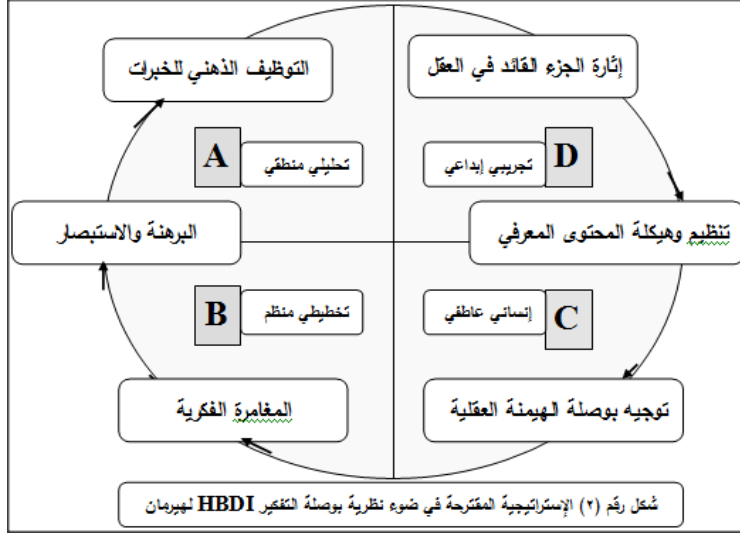 إثارة الجزء القائد في العقل
التوظيف الذهني للخبرات
D
تجريبي إبداعي
تحليلي منطقي
A
تنظيم وهيكلة المحتوى المعرفي
البرهنة والاستبصار
C
إنساني عاطفي
تخطيطي منظم
B
توجيه بوصلة الهيمنة العقلية
المغامرة الفكرية
شكل رقم (٢) الإستراتيجية المقترحة في ضوء نظرية بوصلة التفكير HBDI لهيرمان